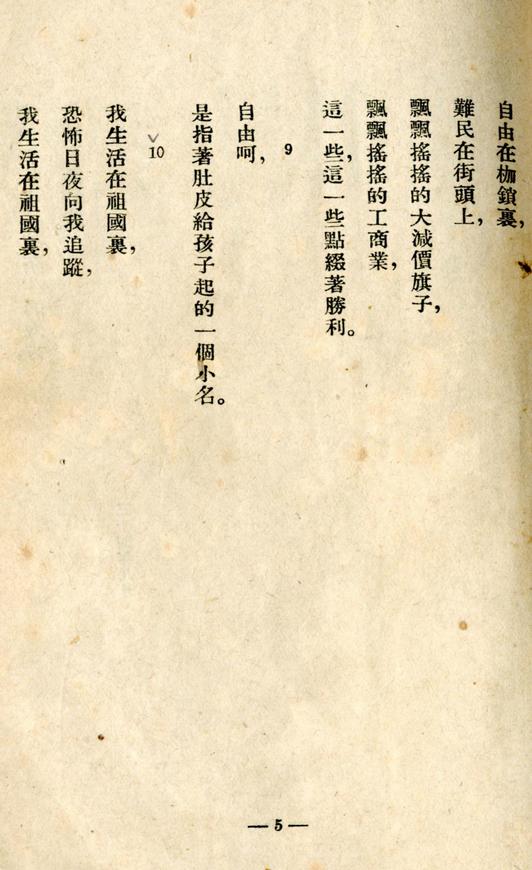 自由在枷鎖裏，
難民在街頭上，
飄飄搖搖的大減價旗子，
飄飄搖搖的工商業，
這一些，這一些點綴著勝利。
9
自由呵，
是指著肚皮給孩子起的一個小名。
10
我生活在祖國裏，
恐怖日夜向我追蹤，
我生活在祖國裏，
— 5 —